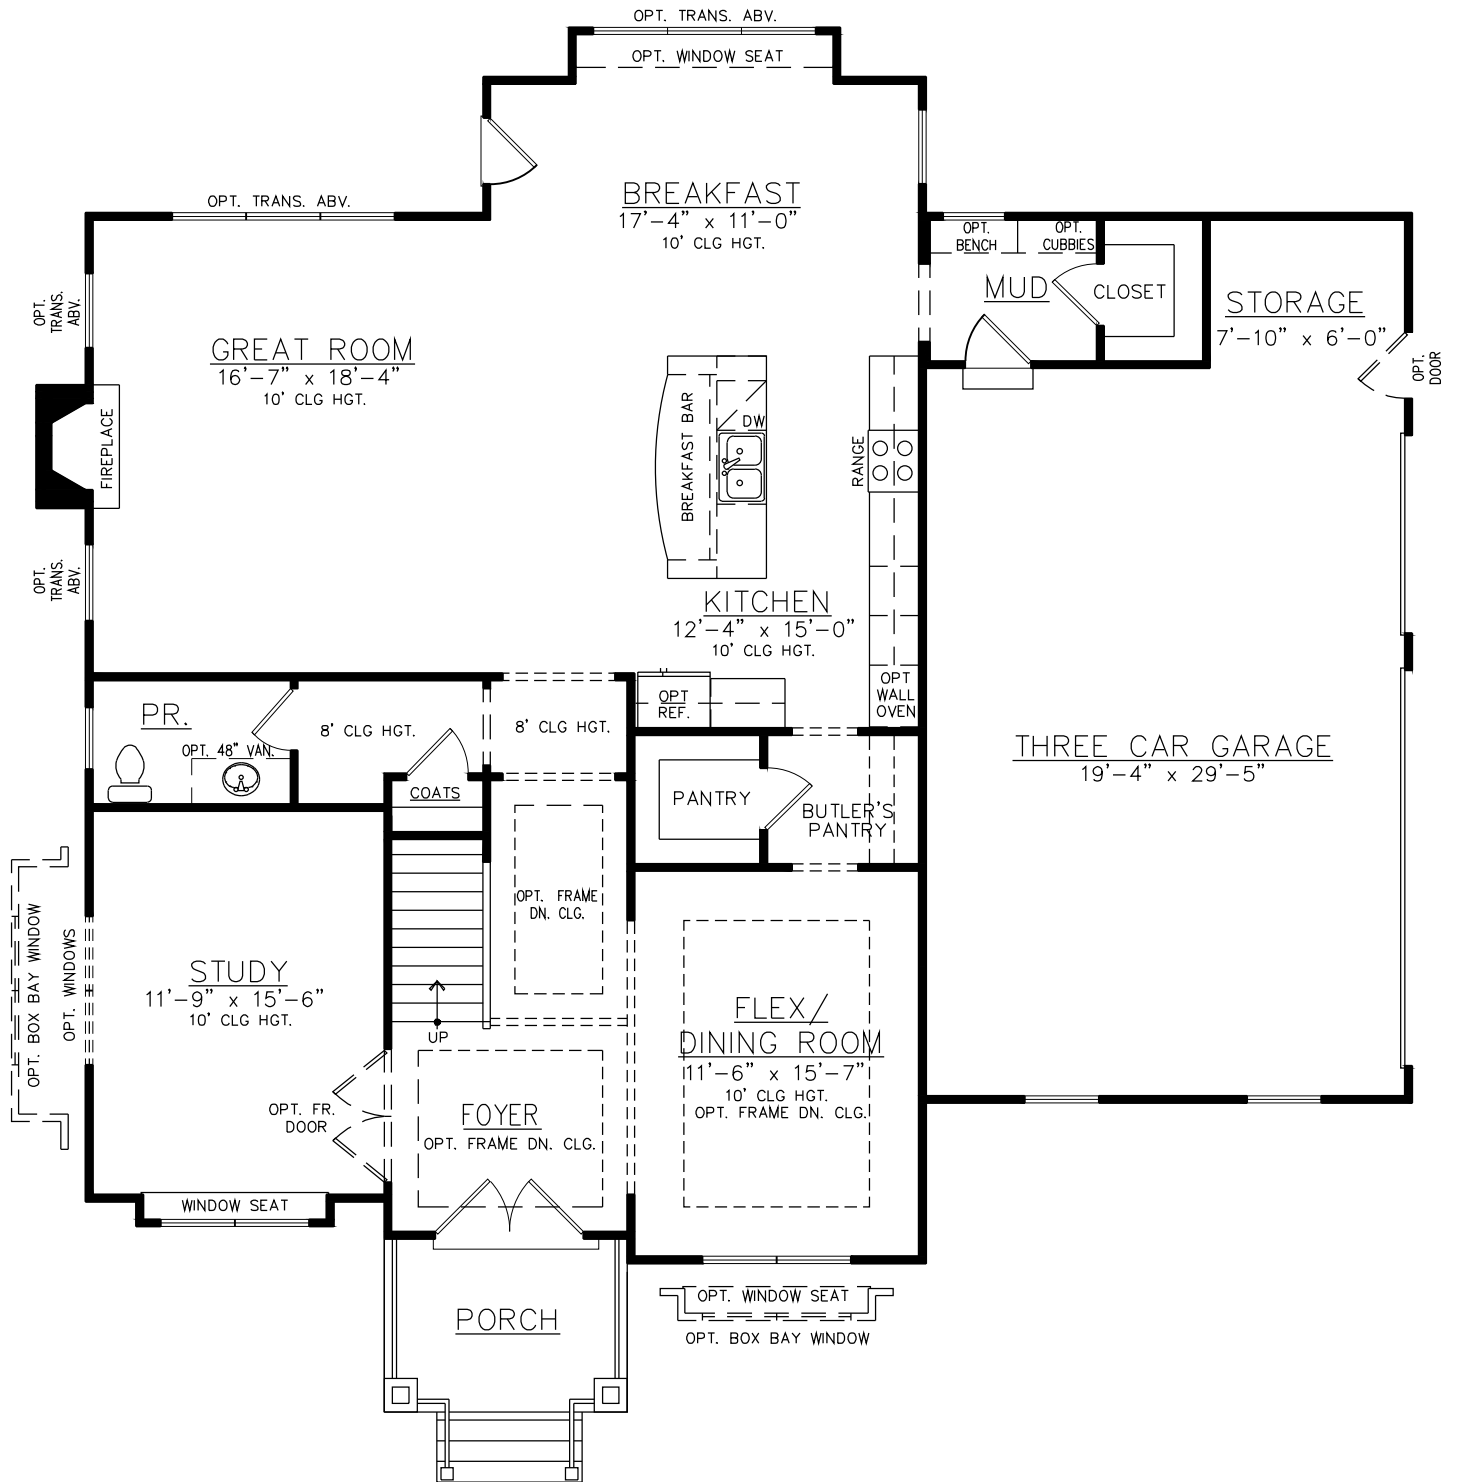 OPT. TRANS. ABV.
OPT. WINDOW SEAT
BREAKFAST
17'-4" x 11'-0"
10' CLG HGT.
OPT. TRANS. ABV.
OPT.
BENCH
OPT.
CUBBIES
MUD
CLOSET
STORAGE
7'-10" x 6'-0"
OPT.
DOOR
OPT.
TRANS.
ABV.
GREAT ROOM
16'-7" x 18'-4"
10' CLG HGT.
FIREPLACE
BREAKFAST BAR
DW
RANGE
OPT.
TRANS.
ABV.
KITCHEN
12'-4" x 15'-0"
10' CLG HGT.
OPT
REF.
OPT
WALL
OVEN
PR.
OPT. 48" VAN.
8' CLG HGT.
8' CLG HGT.
COATS
PANTRY
BUTLER'S
PANTRY
THREE CAR GARAGE
19'-4" x 29'-5"
OPT. FRAME
DN. CLG.
OPT. BOX BAY WINDOW
OPT. WINDOWS
STUDY
11'-9" x 15'-6"
10' CLG HGT.
UP
FLEX/
DINING ROOM
11'-6" x 15'-7"
10' CLG HGT.
OPT. FRAME DN. CLG.
OPT. FR.
DOOR
FOYER
OPT. FRAME DN. CLG.
WINDOW SEAT
PORCH
OPT. WINDOW SEAT
OPT. BOX BAY WINDOW